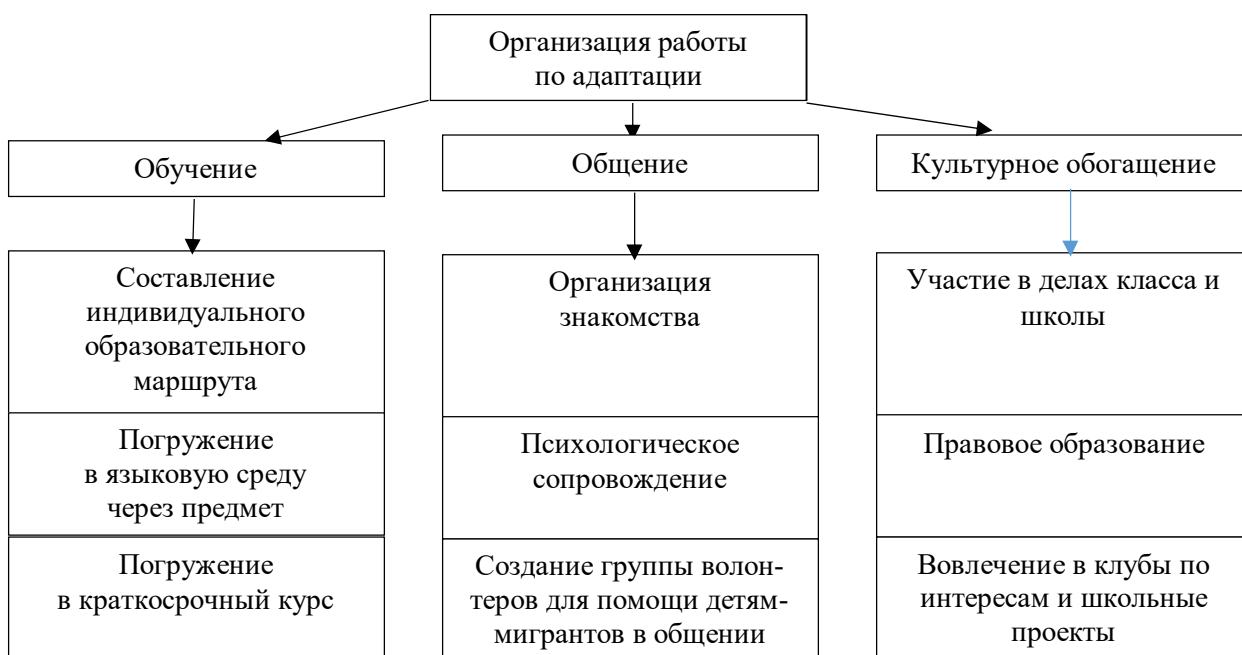 Организация работы
по адаптации
Обучение
Общение
Культурное обогащение
Составление
индивидуального
образовательного
маршрута
Организация
знакомства
Участие в делах класса и
школы
Погружение
в языковую среду
через предмет
Психологическое
сопровождение
Правовое образование
Погружение
в краткосрочный курс
Создание группы волон-
теров для помощи детям-
мигрантов в общении
Вовлечение в клубы по
интересам и школьные
проекты